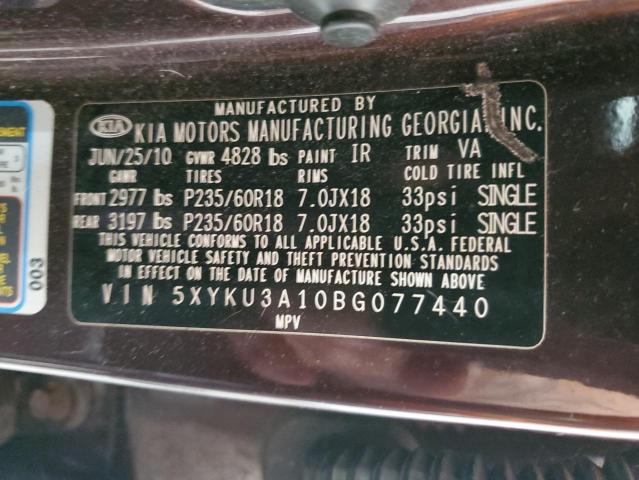 MANUFACTURED BY
KIA KIA MOTORS MANUFACTURING GEORGIA, INC.
JUN/25/10 GVWR 4828 lbs PAINT IR TRIM VA
GAWR TIRES RIMS COLD TIRE INFL
FRONT 2977 lbs P235/60R18 7.0JX18 33psi SINGLE
REAR 3197 lbs P235/60R18 7.0JX18 33psi SINGLE
THIS VEHICLE CONFORMS TO ALL APPLICABLE U.S.A. FEDERAL
MOTOR VEHICLE SAFETY AND THEFT PREVENTION STANDARDS
IN EFFECT ON THE DATE OF MANUFACTURE SHOWN ABOVE
VIN 5XYKU3A10BG077440
MPV
003